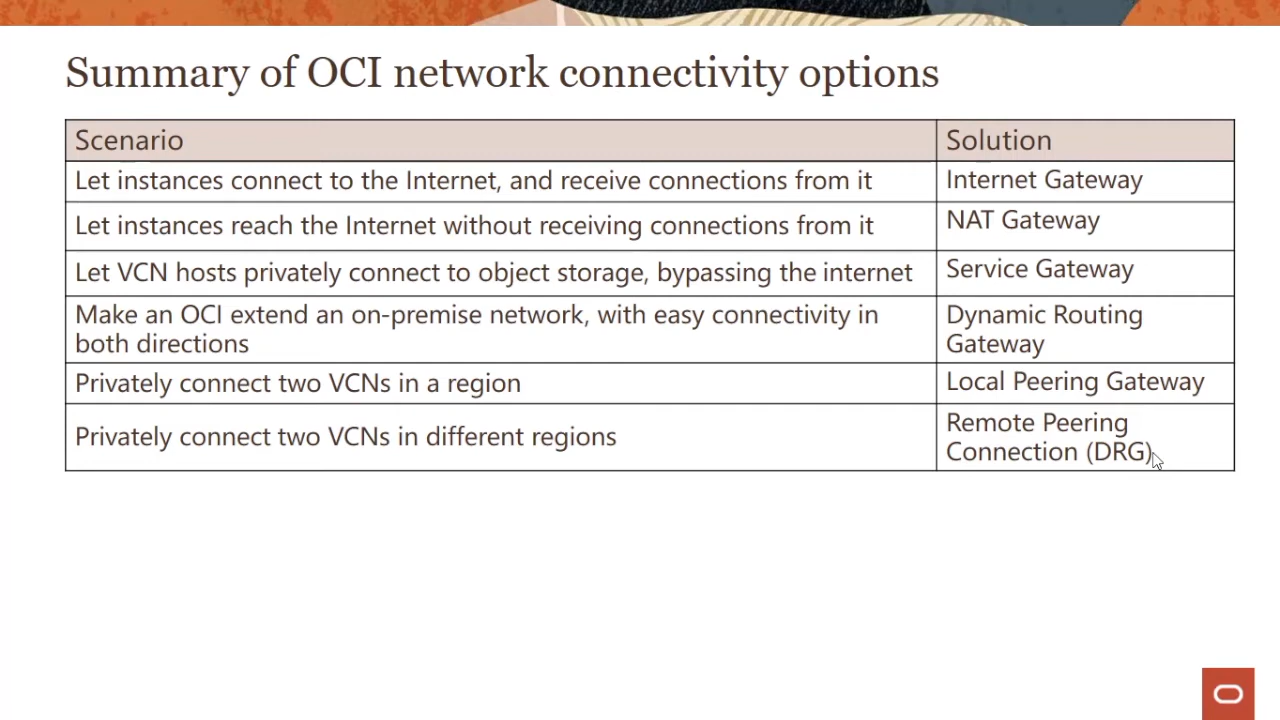 Summary of OCI network connectivity options
Scenario
Solution
Let instances connect to the Internet, and receive connections from it
Internet Gateway
Let instances reach the Internet without receiving connections from it
NAT Gateway
Let VCN hosts privately connect to object storage, bypassing the internet
Service Gateway
Make an OCI extend an on-premise network, with easy connectivity in
both directions
Dynamic Routing
Gateway
Privately connect two VCNs in a region
Local Peering Gateway
Privately connect two VCNs in different regions
Remote Peering
Connection (DRG)